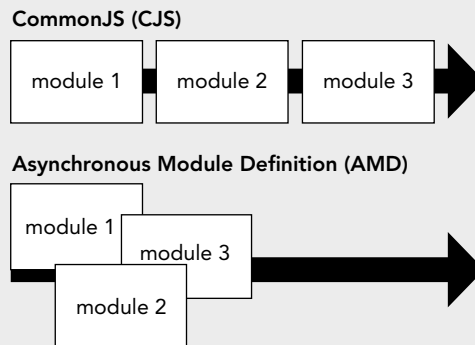 CommonJS (CJS)
module 1 module 2 module 3
Asynchronous Module Definition (AMD)
module 1
module 3
module 2